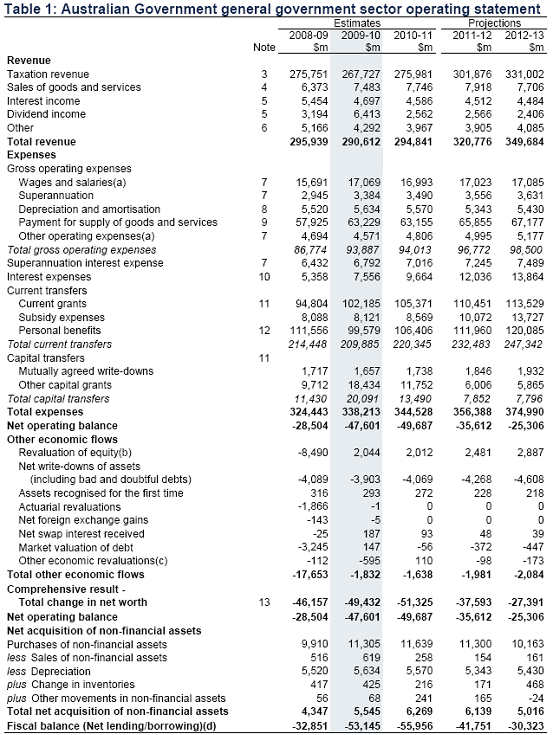 Table 1: Australian Government general government sector operating statement
Estimates Projections
2008-09 2009-10 2010-11 2011-12 2012-13
Note $m $m $m $m $m
Revenue
Taxation revenue 3 275,751 267,727 275,981 301,876 331,002
Sales of goods and services 4 6,373 7,483 7,746 7,918 7,706
Interest income 5 5,454 4,697 4,586 4,512 4,484
Dividend income 5 3,194 6,413 2,562 2,566 2,406
Other 6 5,166 4,292 3,967 3,905 4,085
Total revenue 295,939 290,612 294,841 320,776 349,684
Expenses
Gross operating expenses
Wages and salaries(a) 7 15,691 17,069 16,993 17,023 17,085
Superannuation 7 2,945 3,384 3,490 3,556 3,631
Depreciation and amortisation 8 5,520 5,634 5,570 5,343 5,430
Payment for supply of goods and services 9 57,925 63,229 63,155 65,855 67,177
Other operating expenses(a) 7 4,694 4,571 4,806 4,995 5,177
Total gross operating expenses 86,774 93,887 94,013 96,772 98,500
Superannuation interest expense 7 6,432 6,792 7,016 7,245 7,489
Interest expenses 10 5,358 7,556 9,664 12,036 13,864
Current transfers
Current grants 11 94,804 102,185 105,371 110,451 113,529
Subsidy expenses 8,088 8,121 8,569 10,072 13,727
Personal benefits 12 111,556 99,579 106,406 111,960 120,085
Total current transfers 214,448 209,885 220,345 232,483 247,342
Capital transfers 11
Mutually agreed write-downs 1,717 1,657 1,738 1,846 1,932
Other capital grants 9,712 18,434 11,752 6,006 5,865
Total capital transfers 11,430 20,091 13,490 7,852 7,796
Total expenses 324,443 338,213 344,528 356,388 374,990
Net operating balance -28,504 -47,601 -49,687 -35,612 -25,306
Other economic flows
Revaluation of equity(b) -8,490 2,044 2,012 2,481 2,887
Net write-downs of assets
(including bad and doubtful debts) -4,089 -3,903 -4,069 -4,268 -4,608
Assets recognised for the first time 316 293 272 228 218
Actuarial revaluations -1,866 -1 0 0 0
Net foreign exchange gains -143 -5 0 0 0
Net swap interest received -25 187 93 48 39
Market valuation of debt -3,245 147 -56 -372 -447
Other economic revaluations(c) -112 -595 110 -98 -173
Total other economic flows -17,653 -1,832 -1,638 -1,981 -2,084
Comprehensive result -
Total change in net worth 13 -46,157 -49,432 -51,325 -37,593 -27,391
Net operating balance -28,504 -47,601 -49,687 -35,612 -25,306
Net acquisition of non-financial assets
Purchases of non-financial assets 9,910 11,305 11,639 11,300 10,163
less Sales of non-financial assets 516 619 258 154 161
less Depreciation 5,520 5,634 5,570 5,343 5,430
plus Change in inventories 417 425 216 171 468
plus Other movements in non-financial assets 56 68 241 165 -24
Total net acquisition of non-financial assets 4,347 5,545 6,269 6,139 5,016
Fiscal balance (Net lending/borrowing)(d) -32,851 -53,145 -55,956 -41,751 -30,323